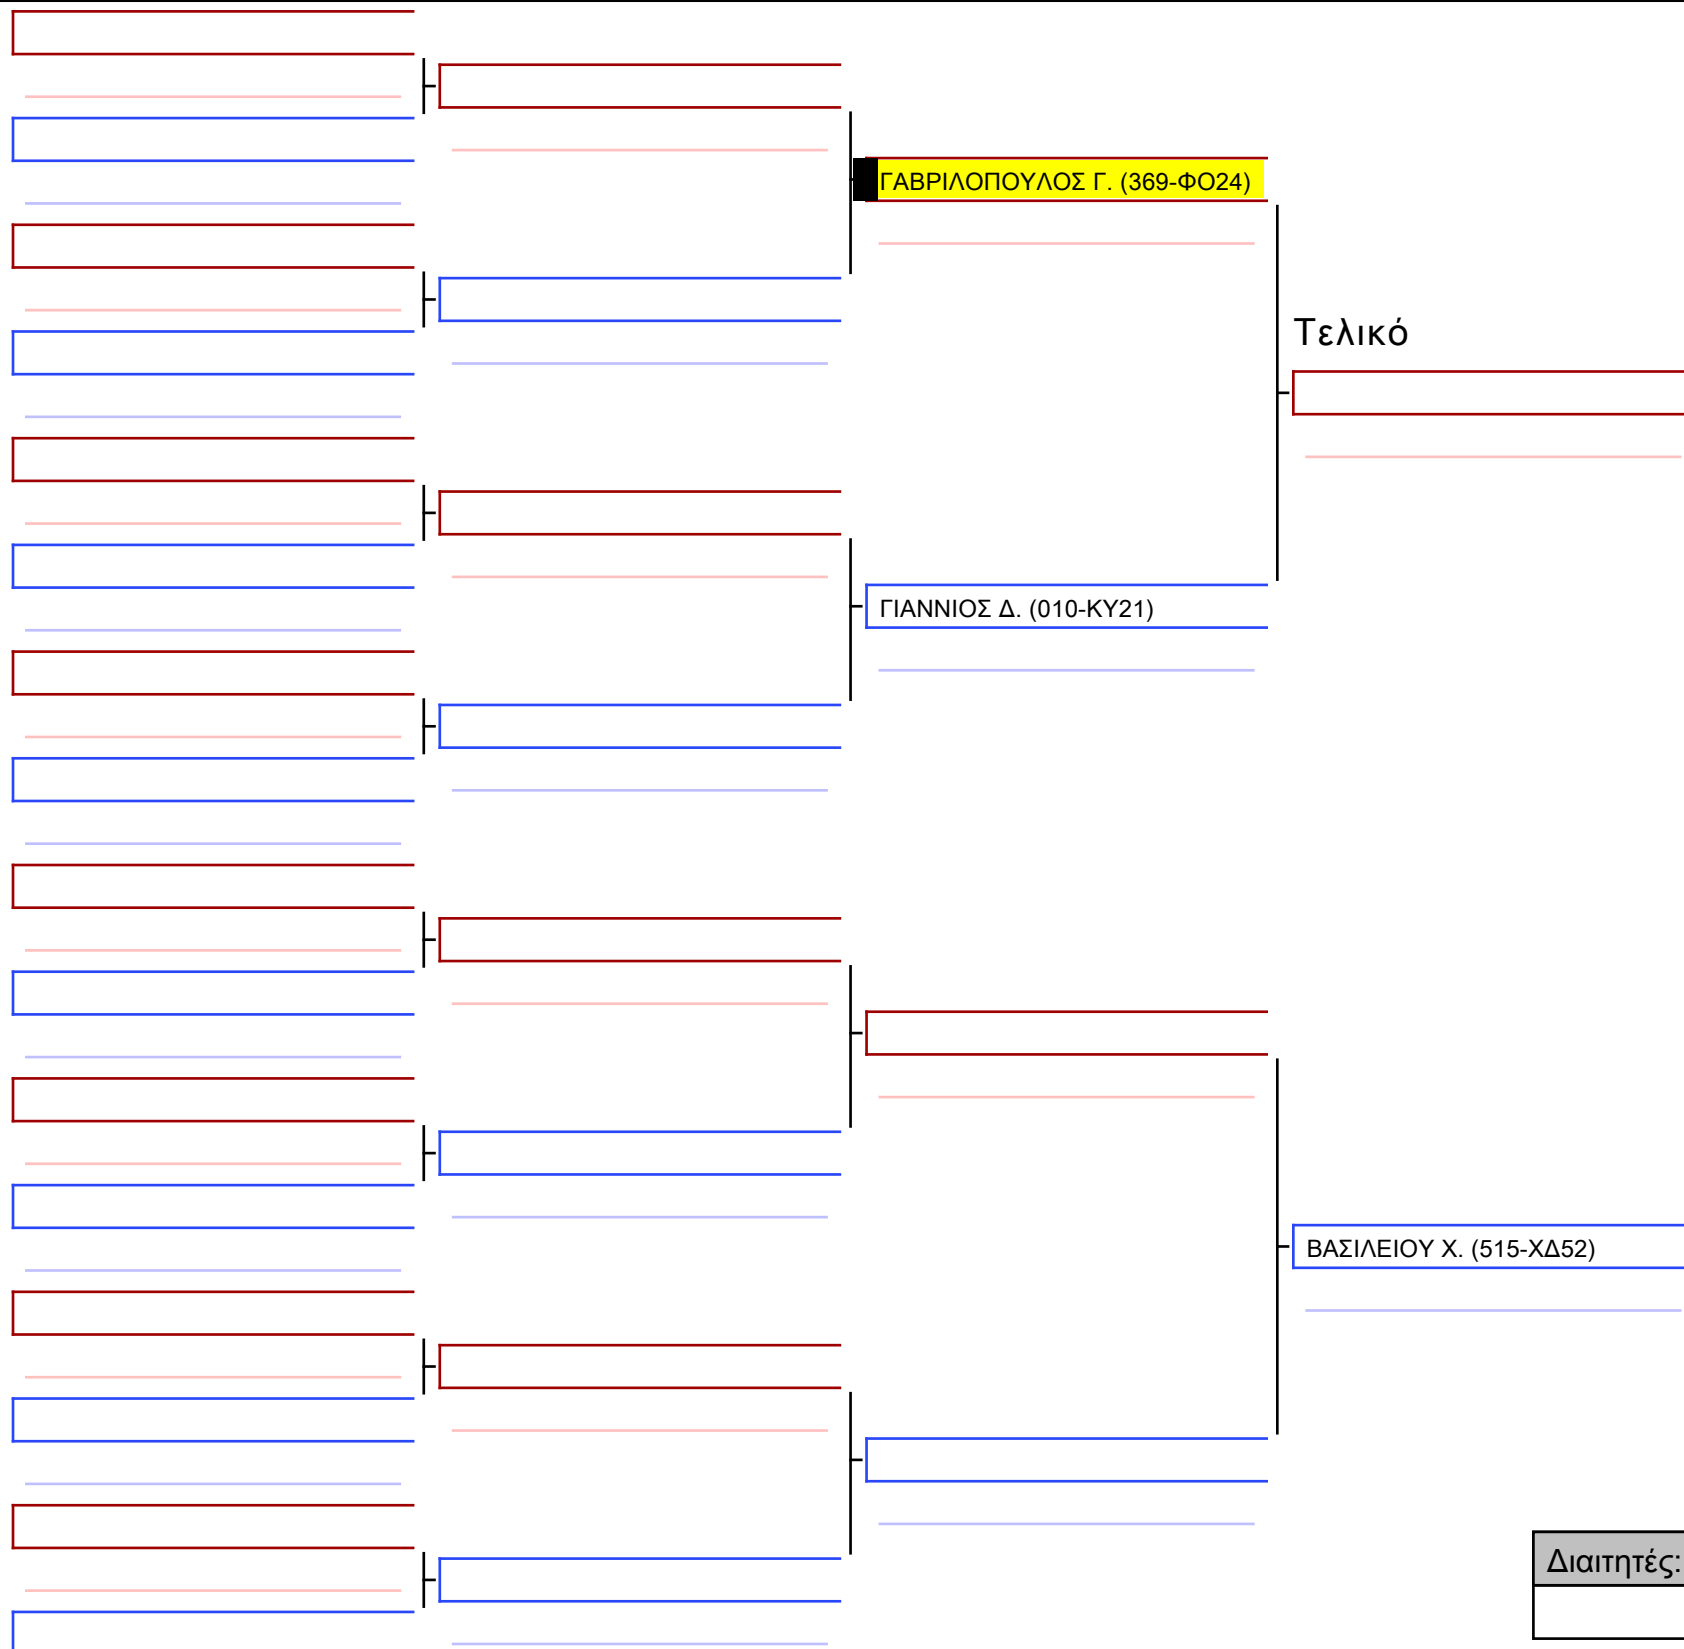 ΓΑΒΡΙΛΟΠΟΥΛΟΣ Γ. (369-ΦΟ24)
Τελικό
ΓΙΑΝΝΙΟΣ Δ. (010-ΚΥ21)
ΒΑΣΙΛΕΙΟΥ Χ. (515-ΧΔ52)
Διαιτητές: